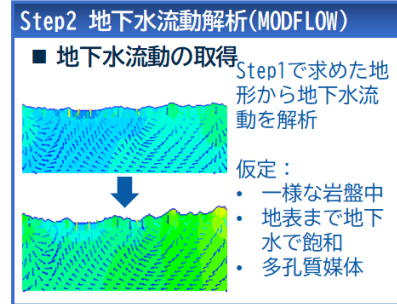 Step2 地下水流動解析(MODFLOW)
■ 地下水流動の取得
Step1で求めた地
形から地下水流
動を解析
仮定：
• 一様な岩盤中
• 地表まで地下
水で飽和
• 多孔質媒体